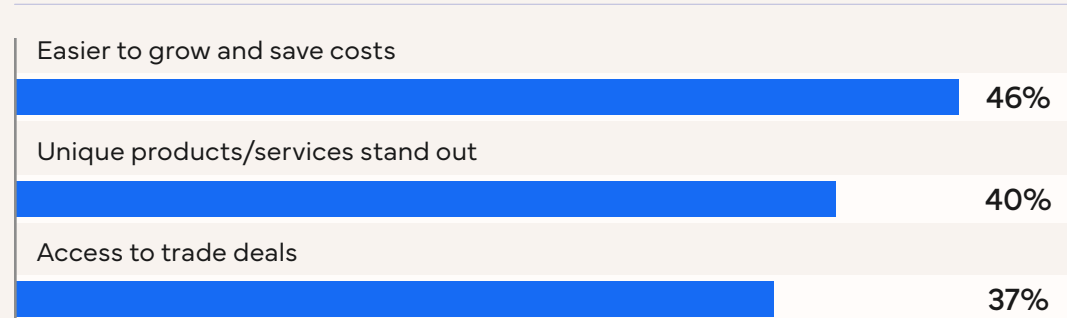 Easier to grow and save costs
46%
Unique products/services stand out
40%
Access to trade deals
37%